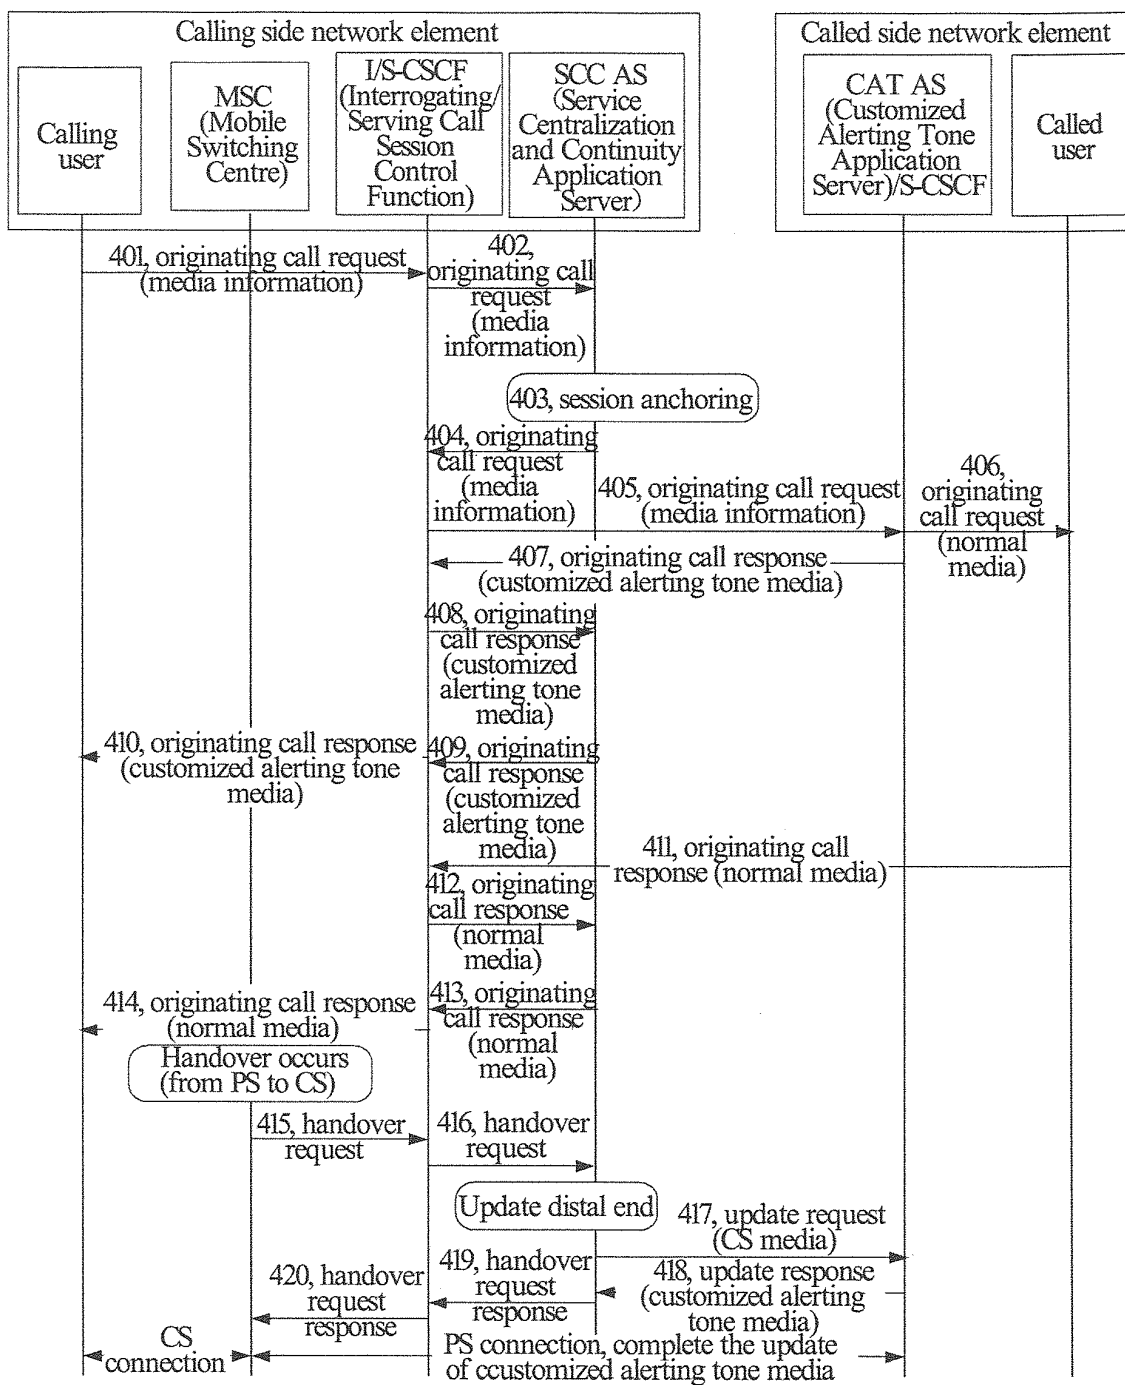 Calling side network element
Called side network element
Calling
user
MSC
(Mobile
Switching
Centre)
I/S-CSCF
(Interrogating/
Serving Call
Session
Control
Function)
SCC AS
(Service
Centralization
and Continuity
Application
Server)
CAT AS
(Customized
Alerting Tone
Application
Server)/S-CSCF
Called
user
401, originating call request
(media information)
402,
originating call
request
(media
information)
403, session anchoring
404, originating
call request
(media
information)
405, originating call request
(media information)
406,
originating
call request
(normal
media)
407, originating call response
(customized alerting tone media)
408, originating
call response
(customized
alerting tone
media)
409, originating
call response
(customized
alerting tone
media)
410, originating call response
(customized alerting tone
media)
411, originating call
response (normal media)
412, originating
call response
(normal
media)
413, originating
call response
(normal
media)
414, originating call response
(normal media)
Handover occurs
(from PS to CS)
415, handover
request
416, handover
request
Update distal end
417, update request
(CS media)
418, update response
(customized alerting
tone media)
419, handover
request
response
420, handover
request
response
CS
connection
PS connection, complete the update
of ccustomized alerting tone media